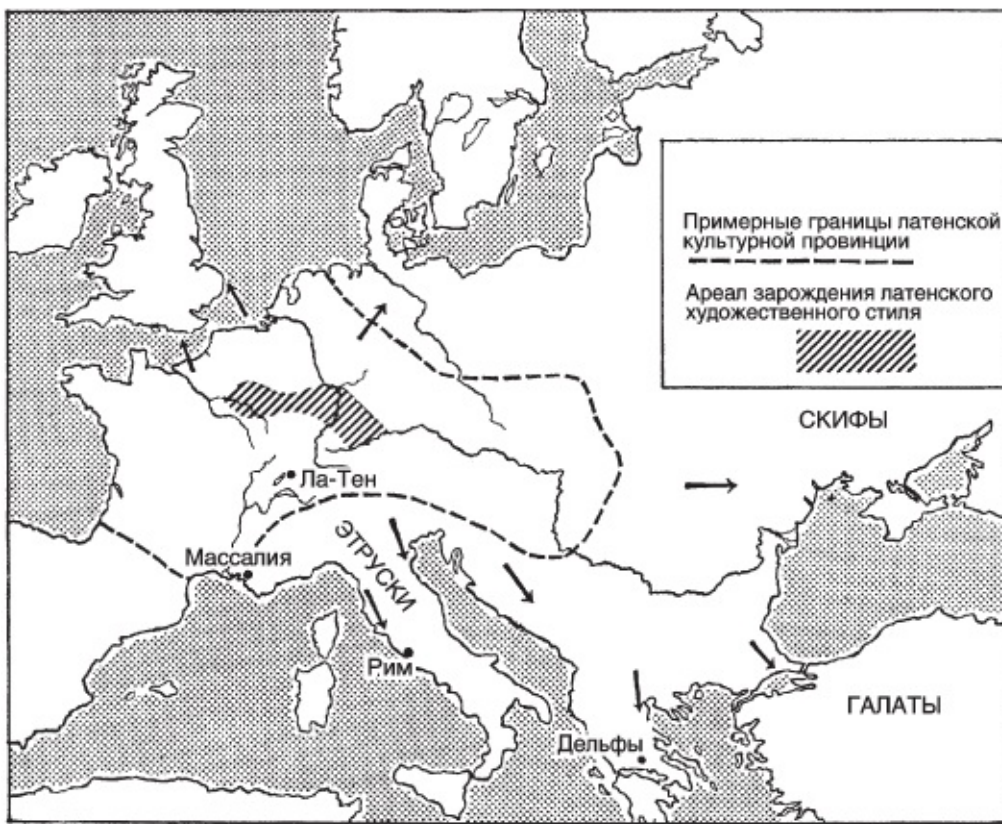 Примерные границы латенской
культурной провинции
Ареал зарождения латенского
художественного стиля
СКИФЫ
Ла-Тен
ЭТРУСКИ
Массалия
Рим
ГАЛАТЫ
Дельфы